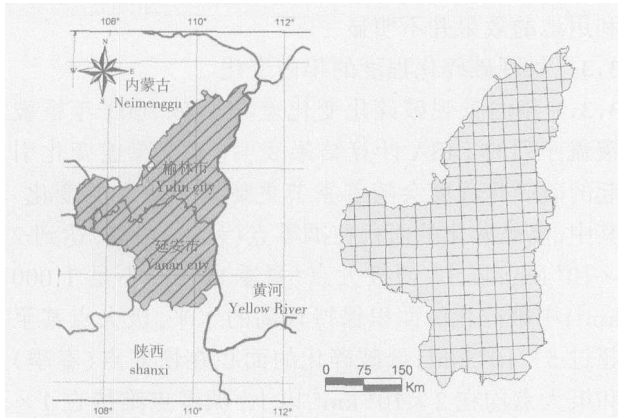 108°
110°
112°
N
W
E
S
内蒙古
Neimenggu
榆林市
Yulin city
延安市
Yanan city
黄河
Yellow River
陕西
shanxi
108°
110°
112°
0 75 150
Km